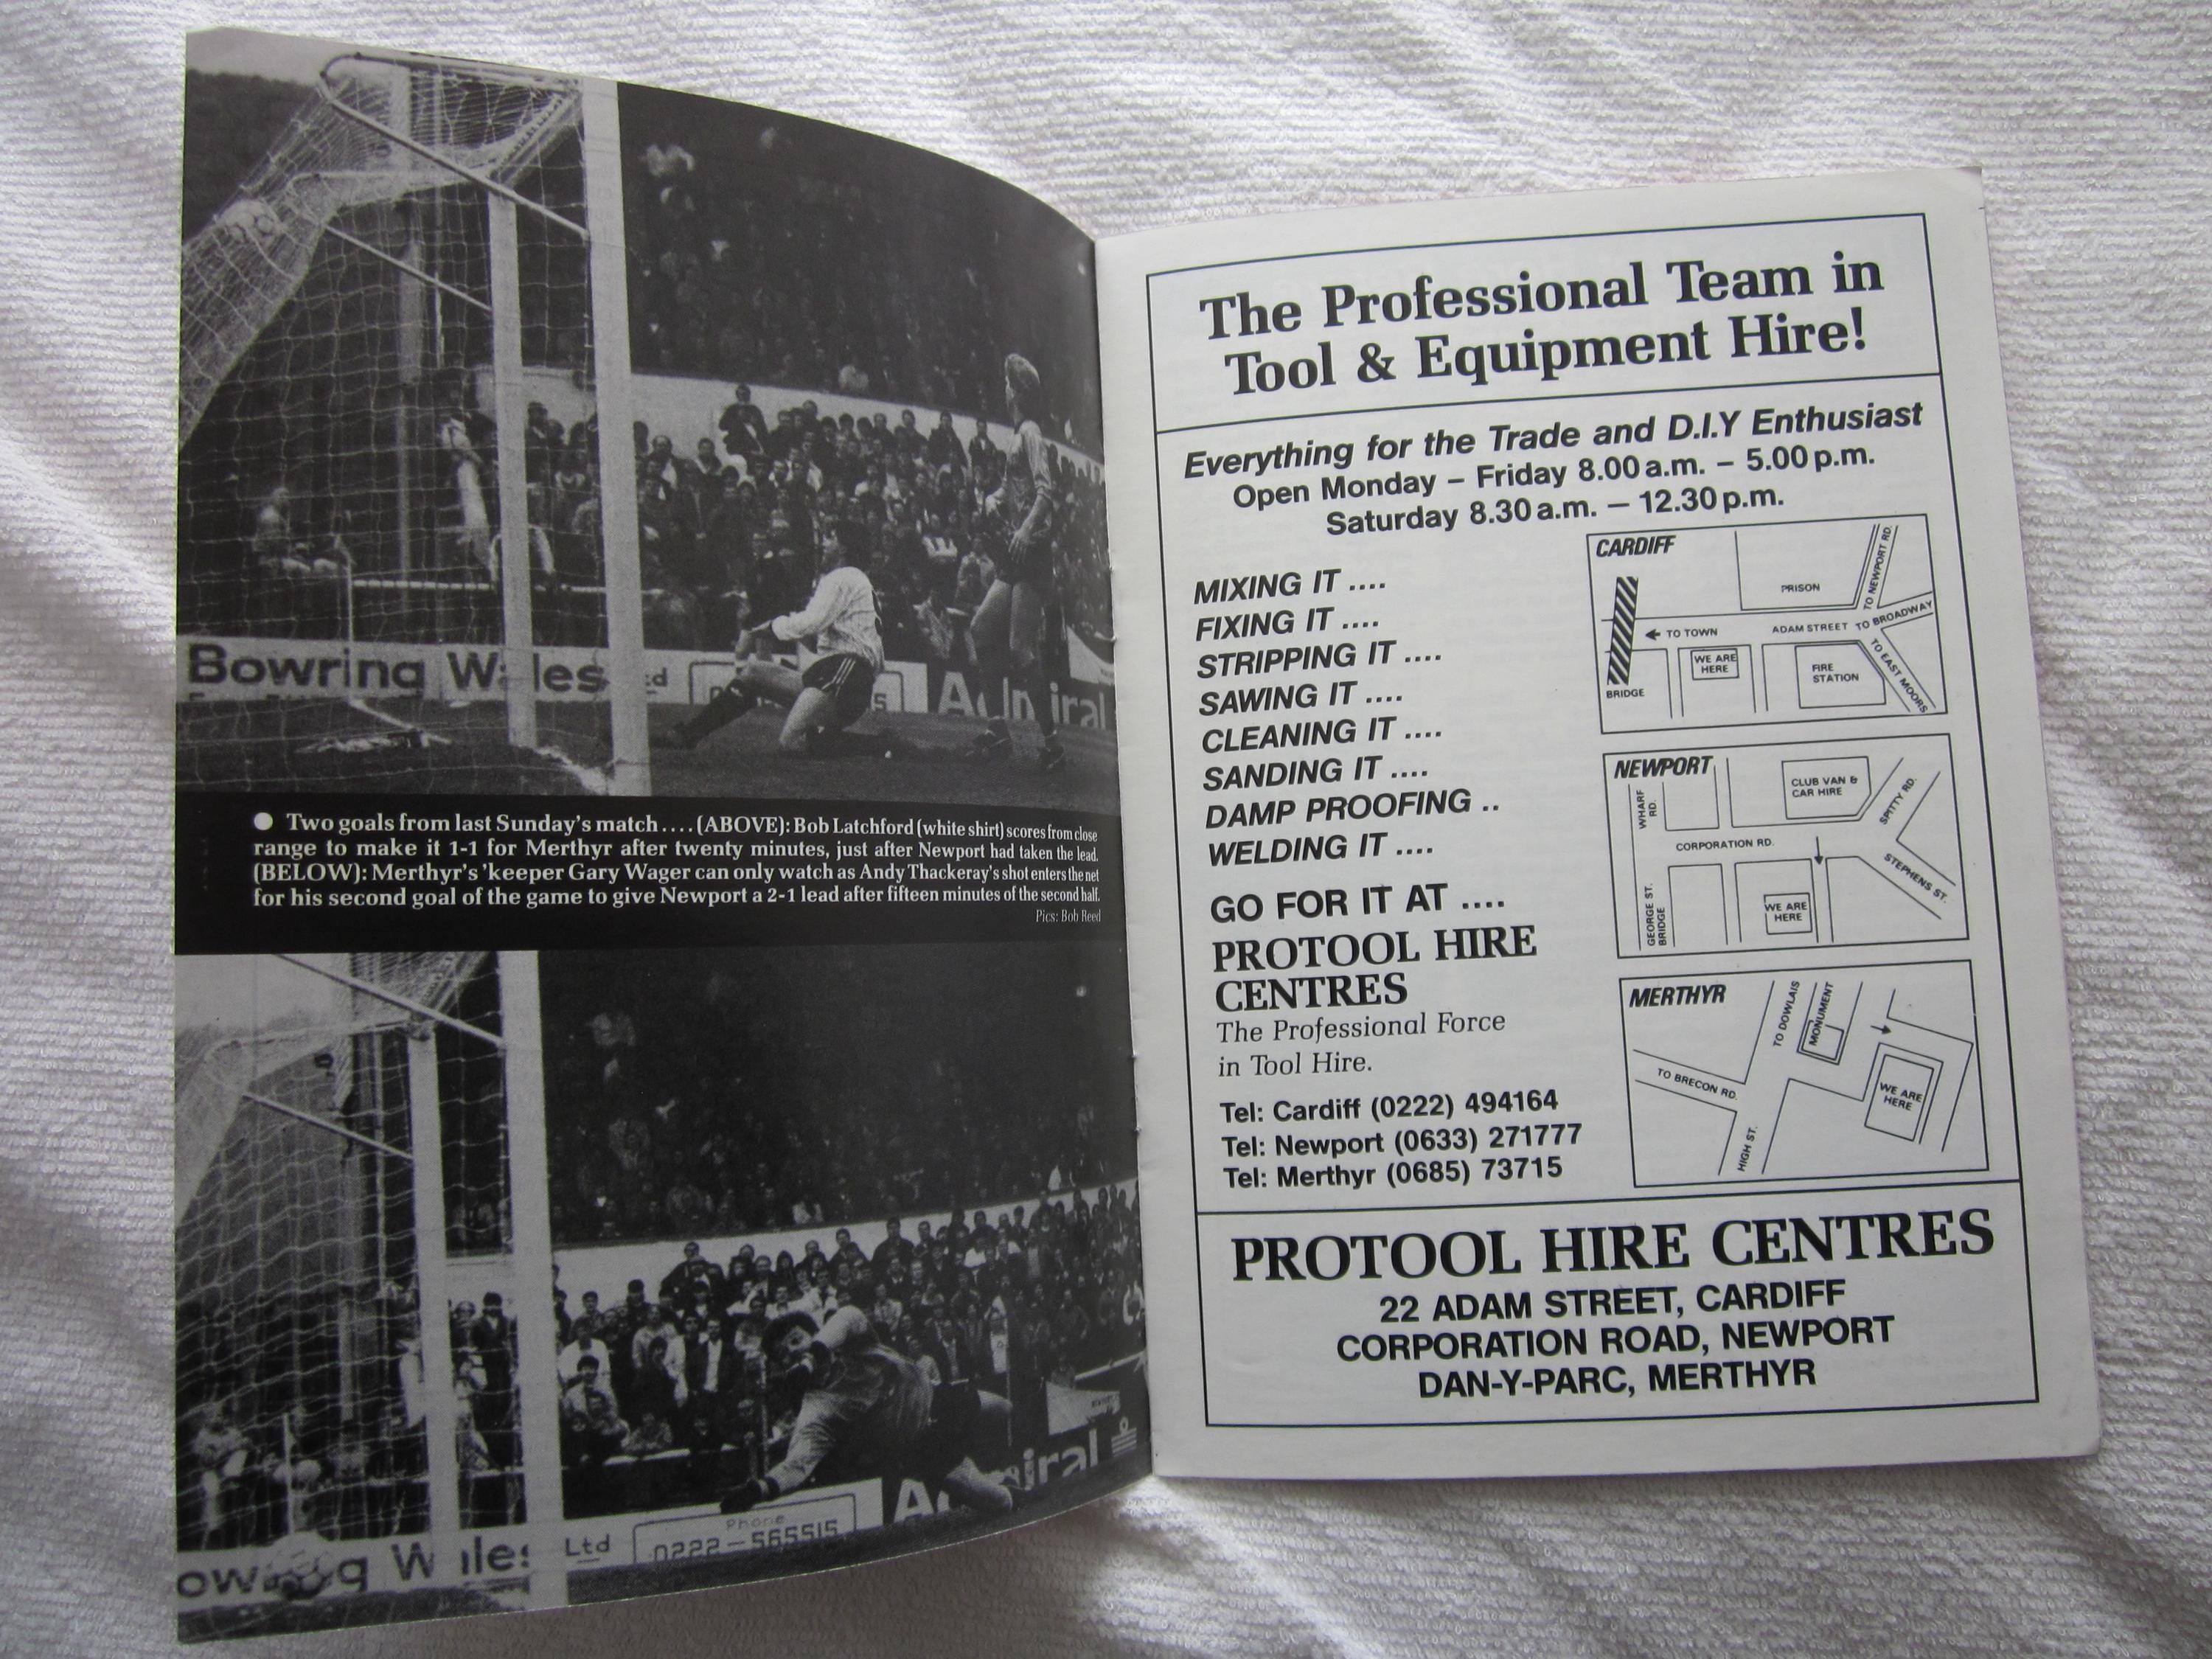 Bowring Wales Ltd
Admiral
● Two goals from last Sunday's match .... (ABOVE): Bob Latchford (white shirt) scores from close
range to make it 1-1 for Merthyr after twenty minutes, just after Newport had taken the lead.
(BELOW): Merthyr's 'keeper Gary Wager can only watch as Andy Thackeray's shot enters the net
for his second goal of the game to give Newport a 2-1 lead after fifteen minutes of the second half.
Pics: Bob Reed
Phone
0222-565515
owring Wales Ltd
Admiral
The Professional Team in
Tool & Equipment Hire!
Everything for the Trade and D.I.Y Enthusiast
Open Monday – Friday 8.00 a.m. – 5.00 p.m.
Saturday 8.30 a.m. – 12.30 p.m.
MIXING IT ....
FIXING IT ....
STRIPPING IT ....
SAWING IT ....
CLEANING IT ....
SANDING IT ....
DAMP PROOFING ..
WELDING IT ....
GO FOR IT AT ....
PROTOOL HIRE
CENTRES
The Professional Force
in Tool Hire.
Tel: Cardiff (0222) 494164
Tel: Newport (0633) 271777
Tel: Merthyr (0685) 73715
CARDIFF
PRISON
TO NEWPORT RD.
TO TOWN
ADAM STREET
TO BROADWAY
WE ARE
HERE
FIRE
STATION
TO EAST MOORS
BRIDGE
NEWPORT
CLUB VAN &
CAR HIRE
WHARF
RD.
SPITTY RD.
CORPORATION RD.
STEPHENS ST.
GEORGE ST.
BRIDGE
WE ARE
HERE
MERTHYR
TO DOWLAIS
MONUMENT
TO BRECON RD.
WE ARE
HERE
HIGH ST.
PROTOOL HIRE CENTRES
22 ADAM STREET, CARDIFF
CORPORATION ROAD, NEWPORT
DAN-Y-PARC, MERTHYR